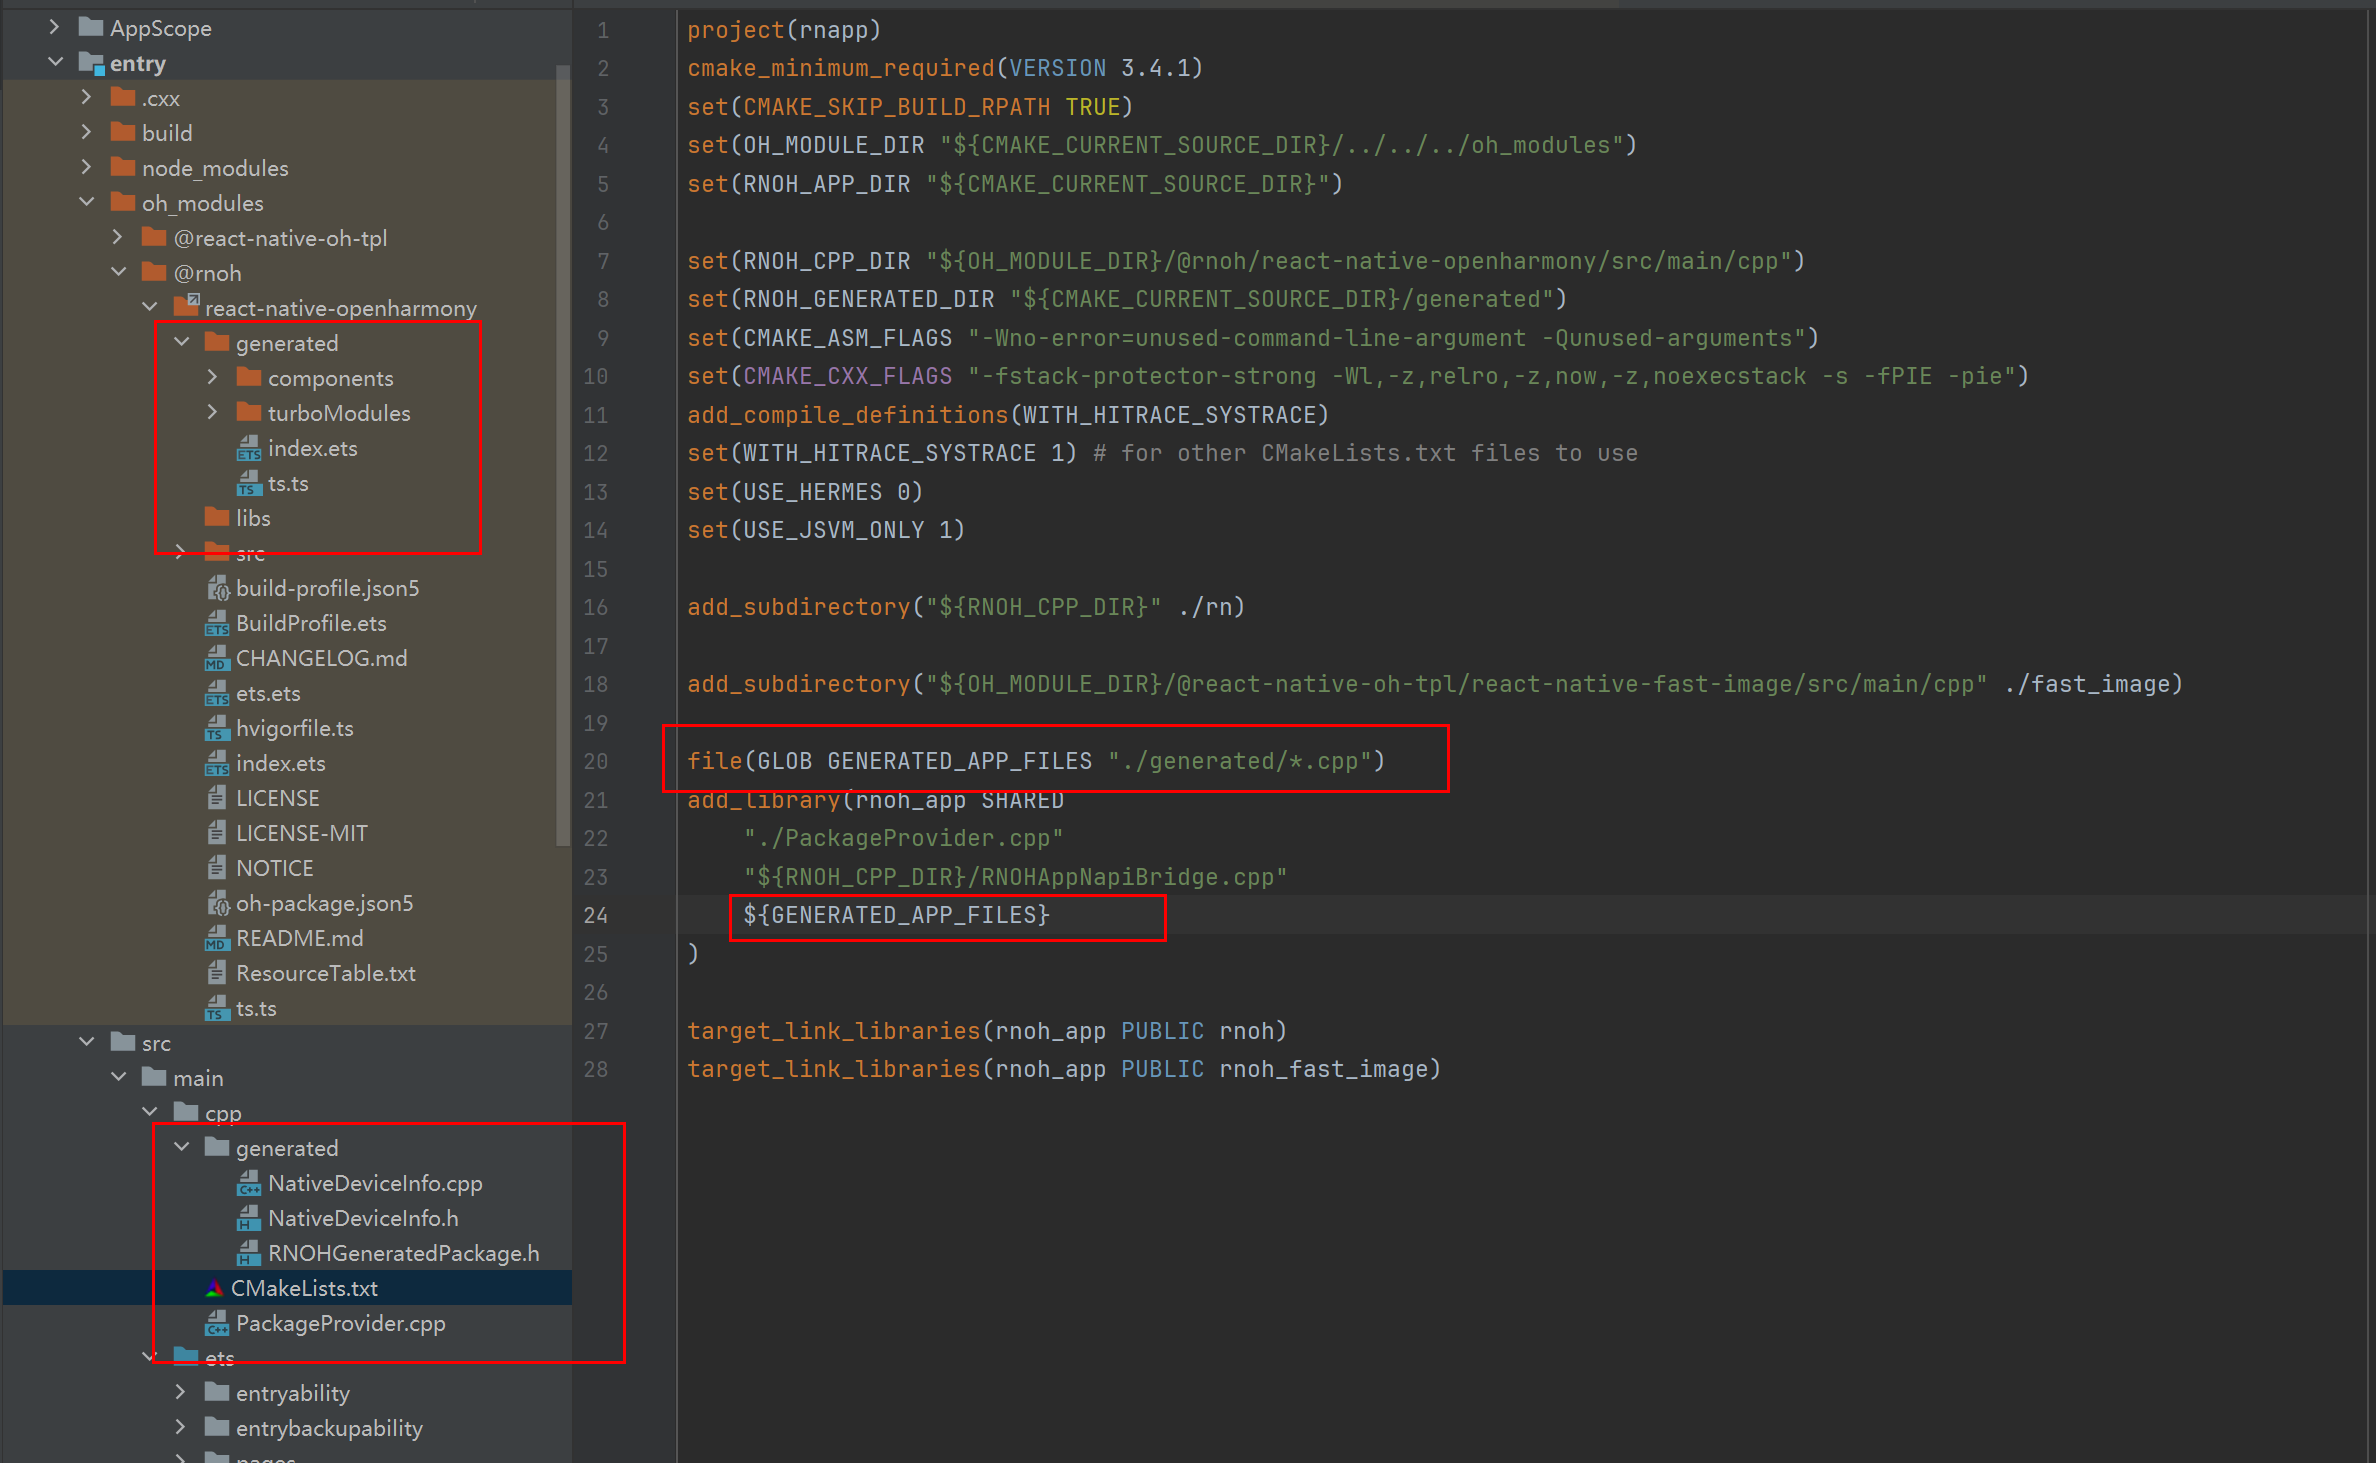 AppScope
entry
.cxx
build
node_modules
oh_modules
@react-native-oh-tpl
@rnoh
react-native-openharmony
generated
components
turboModules
index.ets
ts.ts
libs
src
build-profile.json5
BuildProfile.ets
CHANGELOG.md
ets.ets
hvigorfile.ts
index.ets
LICENSE
LICENSE-MIT
NOTICE
oh-package.json5
README.md
ResourceTable.txt
ts.ts
src
main
cpp
generated
NativeDeviceInfo.cpp
NativeDeviceInfo.h
RNOHGeneratedPackage.h
CMakeLists.txt
PackageProvider.cpp
ets
entryability
entrybackupability
pages
1 project(rnapp)
2 cmake_minimum_required(VERSION 3.4.1)
3 set(CMAKE_SKIP_BUILD_RPATH TRUE)
4 set(OH_MODULE_DIR "${CMAKE_CURRENT_SOURCE_DIR}/../../../oh_modules")
5 set(RNOH_APP_DIR "${CMAKE_CURRENT_SOURCE_DIR}")
6
7 set(RNOH_CPP_DIR "${OH_MODULE_DIR}/@rnoh/react-native-openharmony/src/main/cpp")
8 set(RNOH_GENERATED_DIR "${CMAKE_CURRENT_SOURCE_DIR}/generated")
9 set(CMAKE_ASM_FLAGS "-Wno-error=unused-command-line-argument -Qunused-arguments")
10 set(CMAKE_CXX_FLAGS "-fstack-protector-strong -Wl,-z,relro,-z,now,-z,noexecstack -s -fPIE -pie")
11 add_compile_definitions(WITH_HITRACE_SYSTRACE)
12 set(WITH_HITRACE_SYSTRACE 1) # for other CMakeLists.txt files to use
13 set(USE_HERMES 0)
14 set(USE_JSVM_ONLY 1)
15
16 add_subdirectory("${RNOH_CPP_DIR}" ./rn)
17
18 add_subdirectory("${OH_MODULE_DIR}/@react-native-oh-tpl/react-native-fast-image/src/main/cpp" ./fast_image)
19
20 file(GLOB GENERATED_APP_FILES "./generated/*.cpp")
21 add_library(rnoh_app SHARED
22 "./PackageProvider.cpp"
23 "${RNOH_CPP_DIR}/RNOHAppNapiBridge.cpp"
24 ${GENERATED_APP_FILES}
25 )
26
27 target_link_libraries(rnoh_app PUBLIC rnoh)
28 target_link_libraries(rnoh_app PUBLIC rnoh_fast_image)